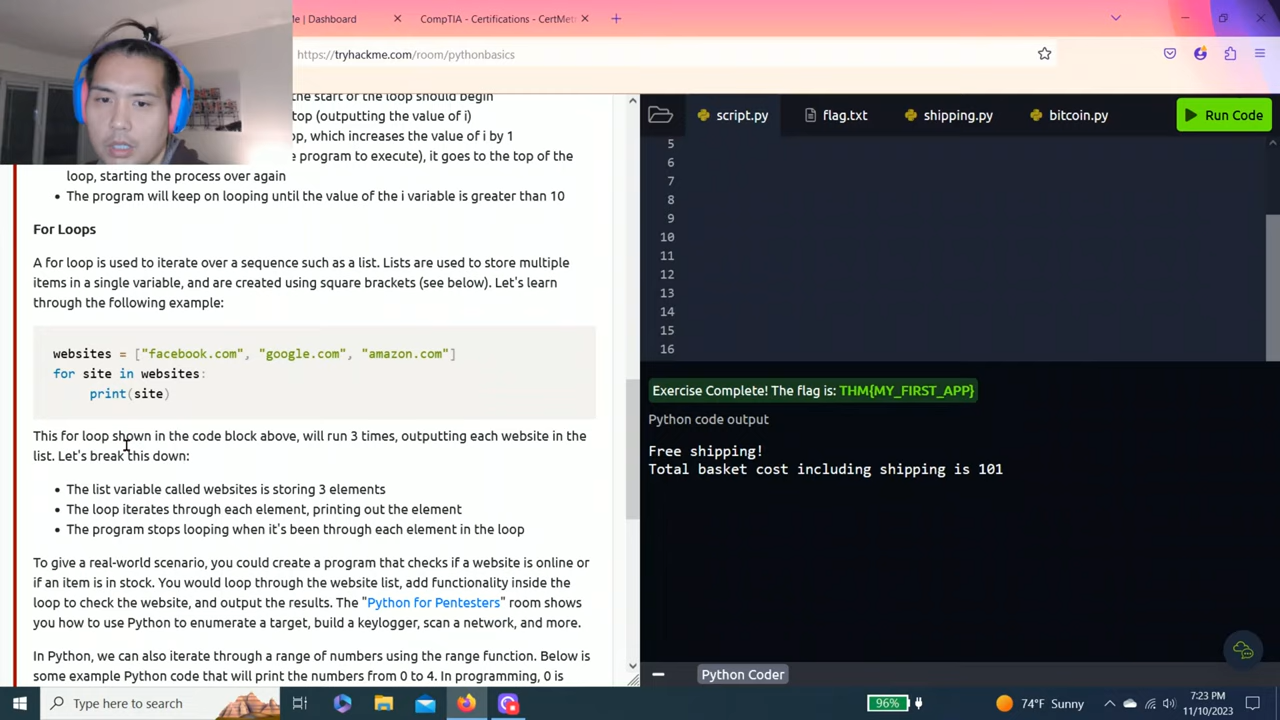 Me | Dashboard
CompTIA - Certifications - CertMet
https://tryhackme.com/room/pythonbasics
the start of the loop should begin
top (outputting the value of i)
op, which increases the value of i by 1
e program to execute), it goes to the top of the
loop, starting the process over again
The program will keep on looping until the value of the i variable is greater than 10
For Loops
A for loop is used to iterate over a sequence such as a list. Lists are used to store multiple
items in a single variable, and are created using square brackets (see below). Let's learn
through the following example:
websites = ["facebook.com", "google.com", "amazon.com"]
for site in websites:
print(site)
This for loop shown in the code block above, will run 3 times, outputting each website in the
list. Let's break this down:
The list variable called websites is storing 3 elements
The loop iterates through each element, printing out the element
The program stops looping when it's been through each element in the loop
To give a real-world scenario, you could create a program that checks if a website is online or
if an item is in stock. You would loop through the website list, add functionality inside the
loop to check the website, and output the results. The "Python for Pentesters" room shows
you how to use Python to enumerate a target, build a keylogger, scan a network, and more.
In Python, we can also iterate through a range of numbers using the range function. Below is
some example Python code that will print the numbers from 0 to 4. In programming, 0 is
script.py
flag.txt
shipping.py
bitcoin.py
Run Code
5
6
7
8
9
10
11
12
13
14
15
16
Exercise Complete! The flag is: THM{MY_FIRST_APP}
Python code output
Free shipping!
Total basket cost including shipping is 101
Python Coder
Type here to search
96%
74°F Sunny
7:23 PM
11/10/2023